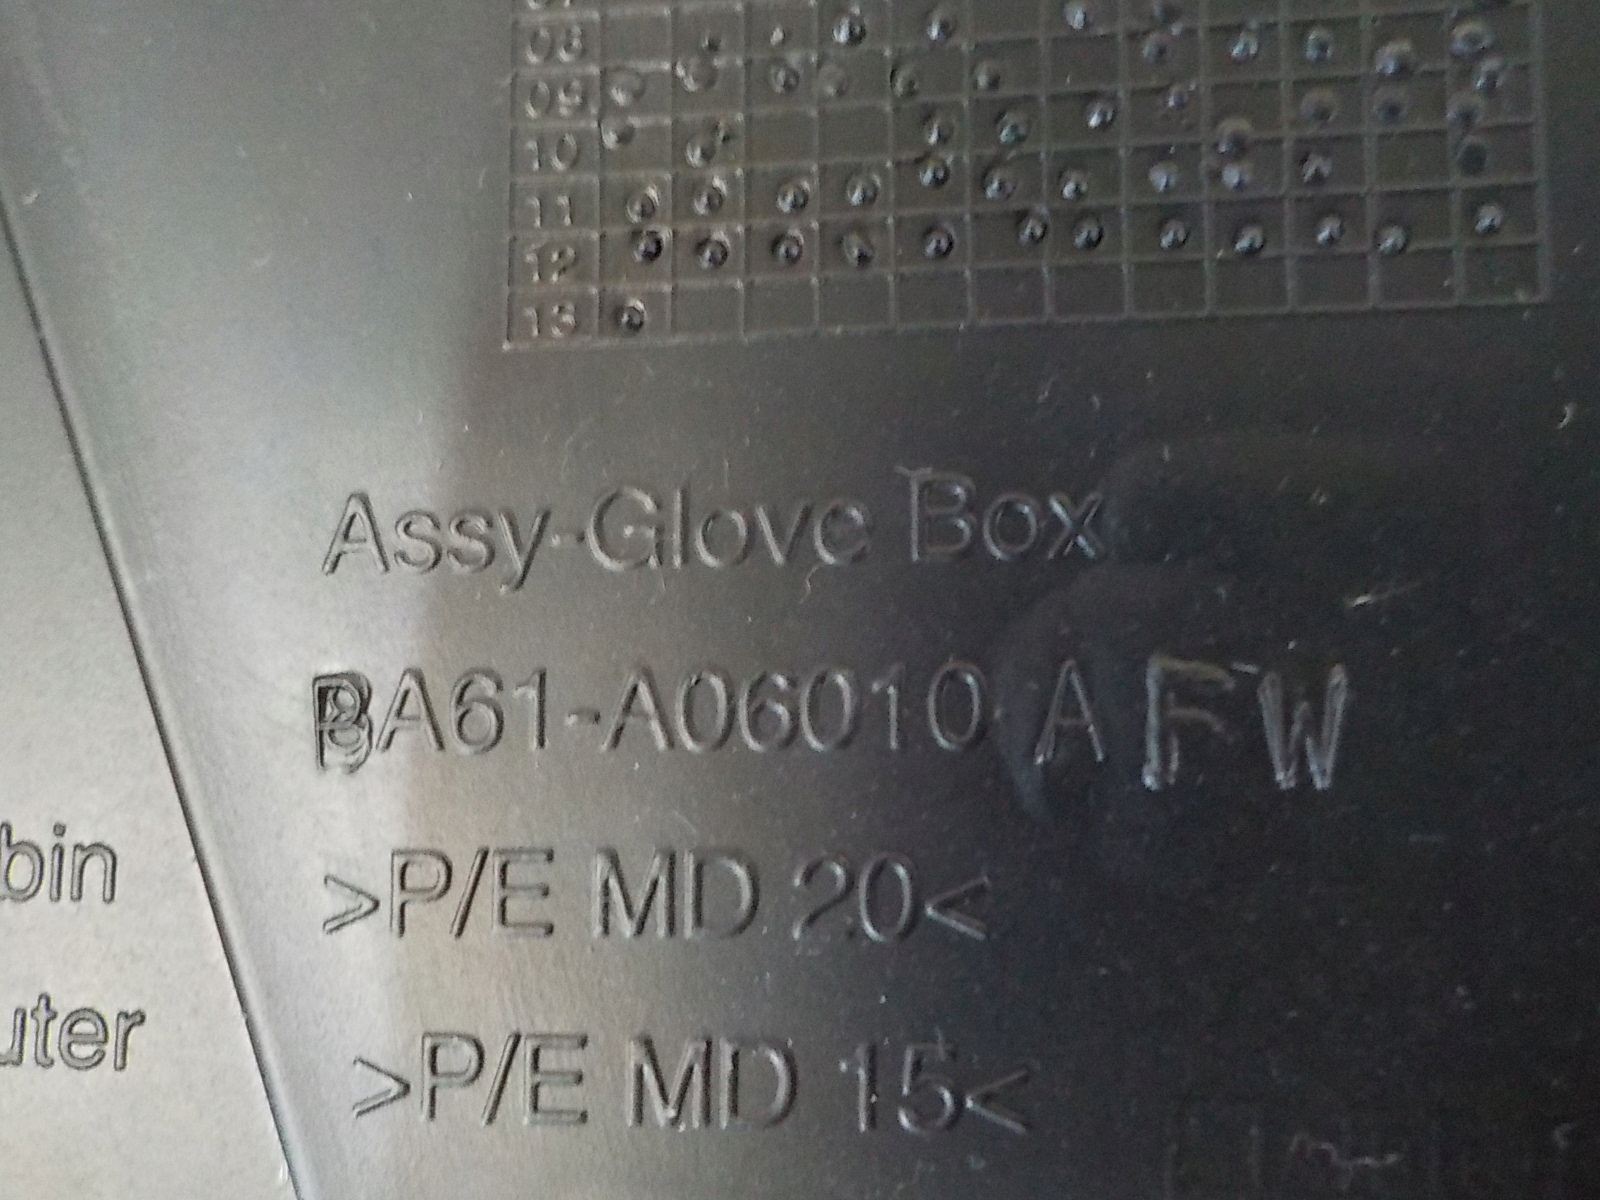 08
09
10
11
12
13
Assy-Glove Box
BA61-A06010 AFW
bin
>P/E MD 20<
uter
>P/E MD 15<